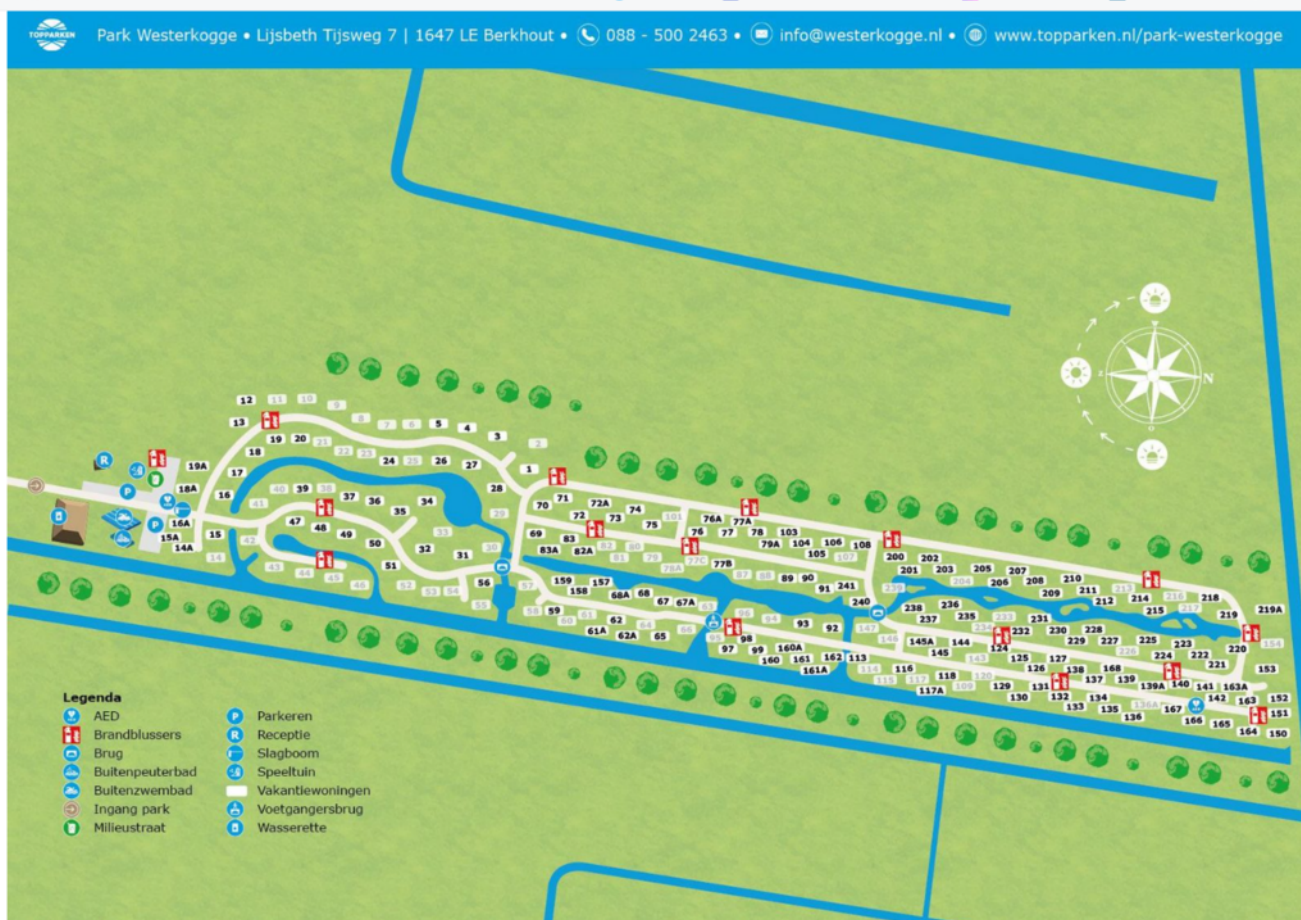 TOPPARKEN
Park Westerkogge • Lijsbeth Tijsweg 7 | 1647 LE Berkhout • 088 - 500 2463 • info@westerkogge.nl • www.topparken.nl/park-westerkogge
12 11 10 9 8 7 6 5 4 3 2
13 19 20 21 22 23 24 25 26 27 1
18 17 16 19A 18A 28 29
R P P
16A 15A 14A 15 14
41 40 39 38 37 36 35 34 33
42 47 48 49 50 32 31 30
43 44 45 46 51 52 53 54 55 56 57
70 71 72A 74 101 76A 77A
72 73 75 76 77 78 103
69 83 82 80 79A 104 106 108
83A 82A 81 79 78A 77C 77B 105 107
97 88 89 90 91 241 240 239
159 157 158 68A 68 67 67A 63
58 59 60 61 62 64 66 95 96 94 93 92 147
61A 62A 65 97 98 99 160A
160 161 161A 162 113 114 115 116 117 117A 118 109 120
200 202 201 203 204 205 207
206 208 210 209 211 213 212 214 216 215 217 218
219A 219 220 154
238 236 237 235 234 233 231 232 230 228
229 227 226 225 223 224 222 221
146 145A 145 144 143 124 125 127
126 138 168 137 139 139A 140 141 163A 153
129 130 131 132 134 133 135 136A 136 167
142 163 152 151 166 165 164 150
Z N O
Legenda
AED
Brandblussers
Brug
Buitenpeuterbad
Buitenzwembad
Ingang park
Milieustraat
P Parkeren
R Receptie
Slagboom
Speeltuin
Vakantiewoningen
Voetgangersbrug
Wasserette